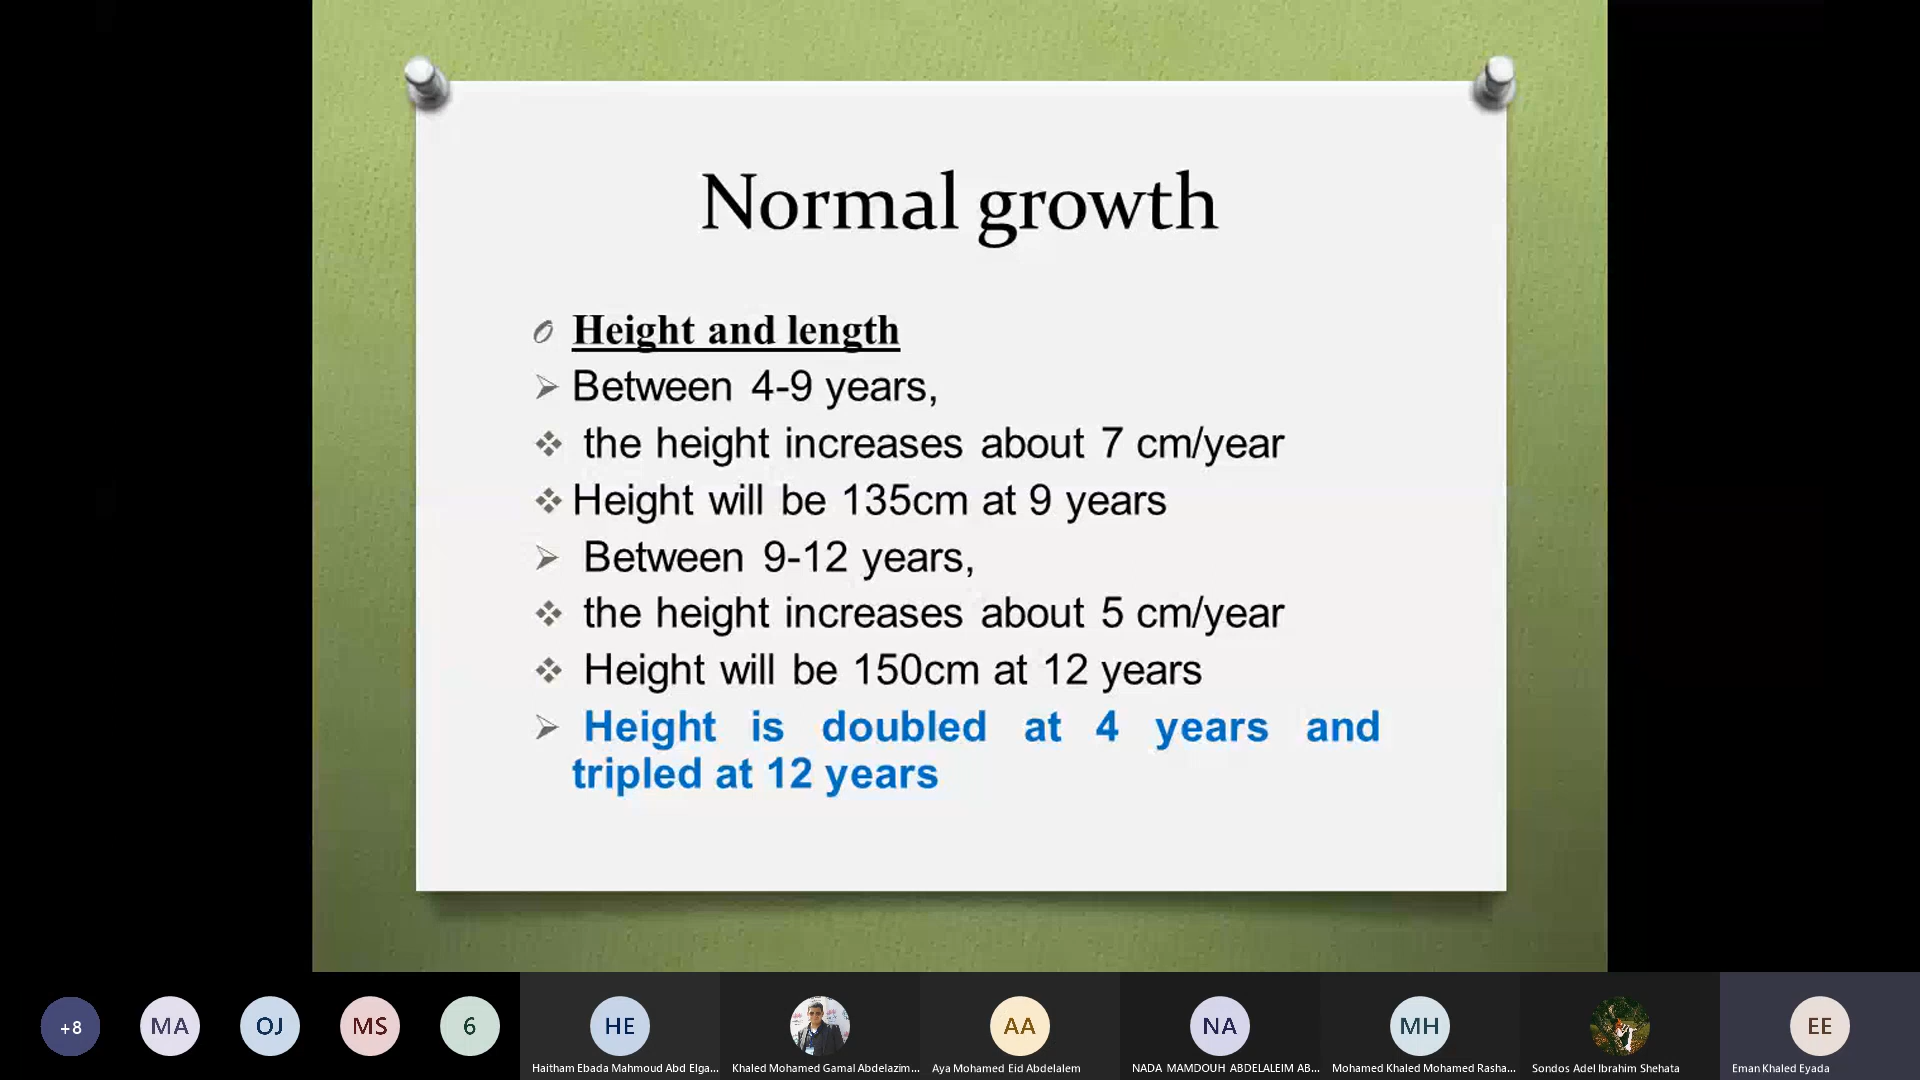 Normal growth
Height and length
Between 4-9 years,
the height increases about 7 cm/year
Height will be 135cm at 9 years
Between 9-12 years,
the height increases about 5 cm/year
Height will be 150cm at 12 years
Height is doubled at 4 years and
tripled at 12 years
+8 MA OJ MS 6 HE AA NA MH EE
Haitham Ebada Mahmoud Abd Elga... Khaled Mohamed Gamal Abdelazim... Aya Mohamed Eid Abdelalem NADA MAMDOUH ABDELALEIM AB... Mohamed Khaled Mohamed Rasha... Sondos Adel Ibrahim Shehata Eman Khaled Eyada